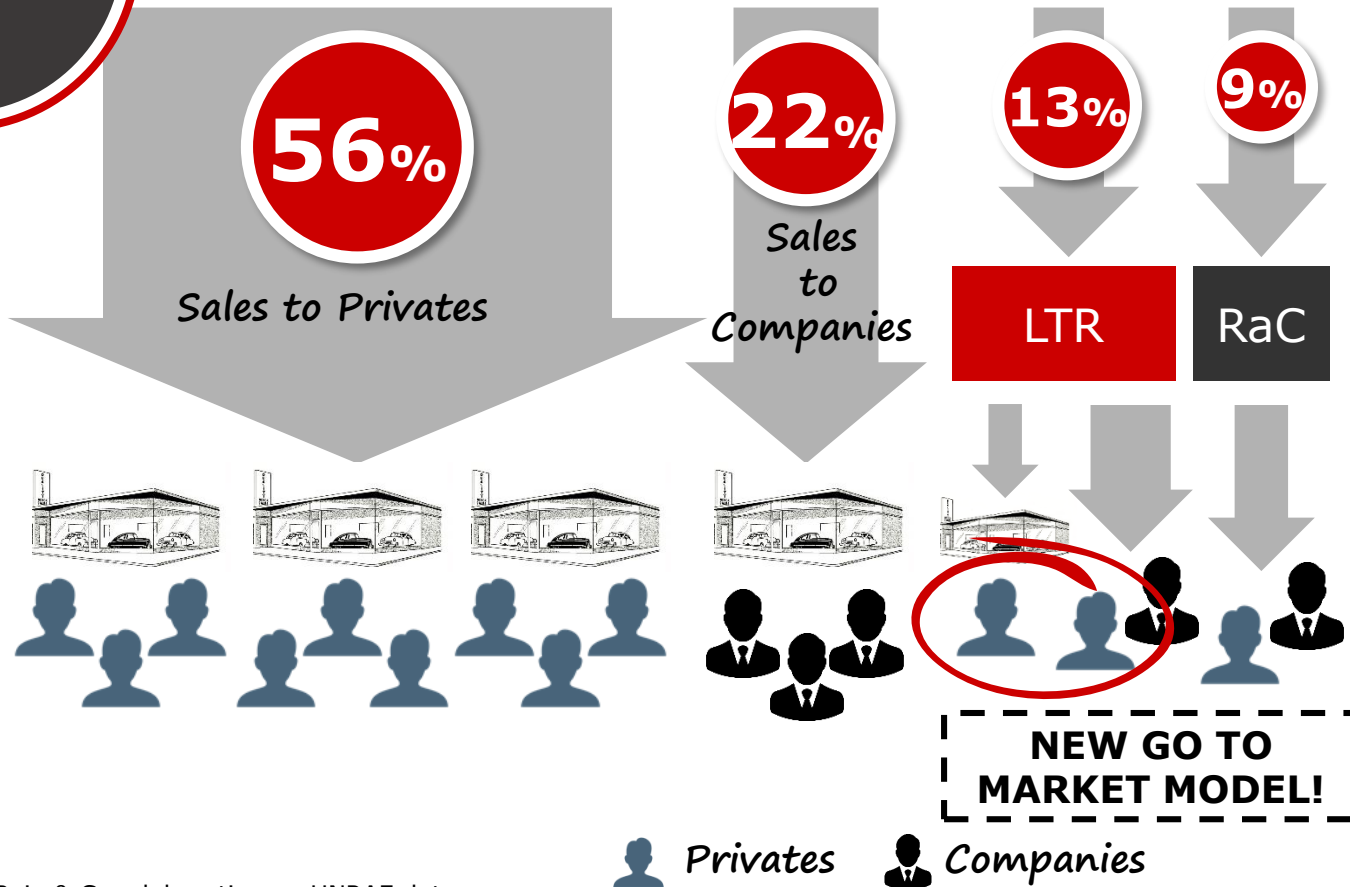 56%
22%
13%
9%
Sales to Privates
Sales
to
Companies
LTR
RaC
NEW GO TO
MARKET MODEL!
Privates
Companies